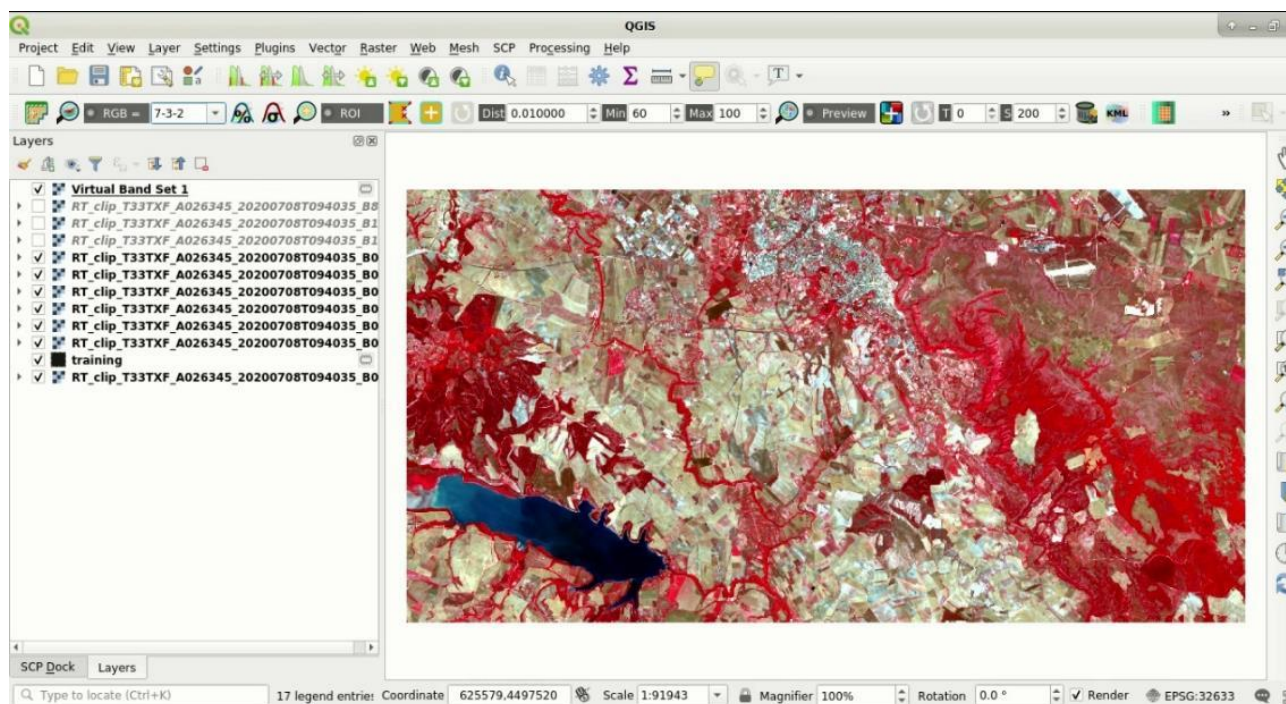 QGIS
Project Edit View Layer Settings Plugins Vector Raster Web Mesh SCP Processing Help
T
RGB = 7-3-2 ROI Dist 0.010000 Min 60 Max 100 Preview T 0 S 200 KML »
Layers
Virtual Band Set 1
RT_clip_T33TXF_A026345_20200708T094035_B8
RT_clip_T33TXF_A026345_20200708T094035_B1
RT_clip_T33TXF_A026345_20200708T094035_B1
RT_clip_T33TXF_A026345_20200708T094035_B0
RT_clip_T33TXF_A026345_20200708T094035_B0
RT_clip_T33TXF_A026345_20200708T094035_B0
RT_clip_T33TXF_A026345_20200708T094035_B0
RT_clip_T33TXF_A026345_20200708T094035_B0
RT_clip_T33TXF_A026345_20200708T094035_B0
training
RT_clip_T33TXF_A026345_20200708T094035_B0
SCP Dock Layers
Type to locate (Ctrl+K) 17 legend entries Coordinate 625579,4497520 Scale 1:91943 Magnifier 100% Rotation 0.0 ° Render EPSG:32633